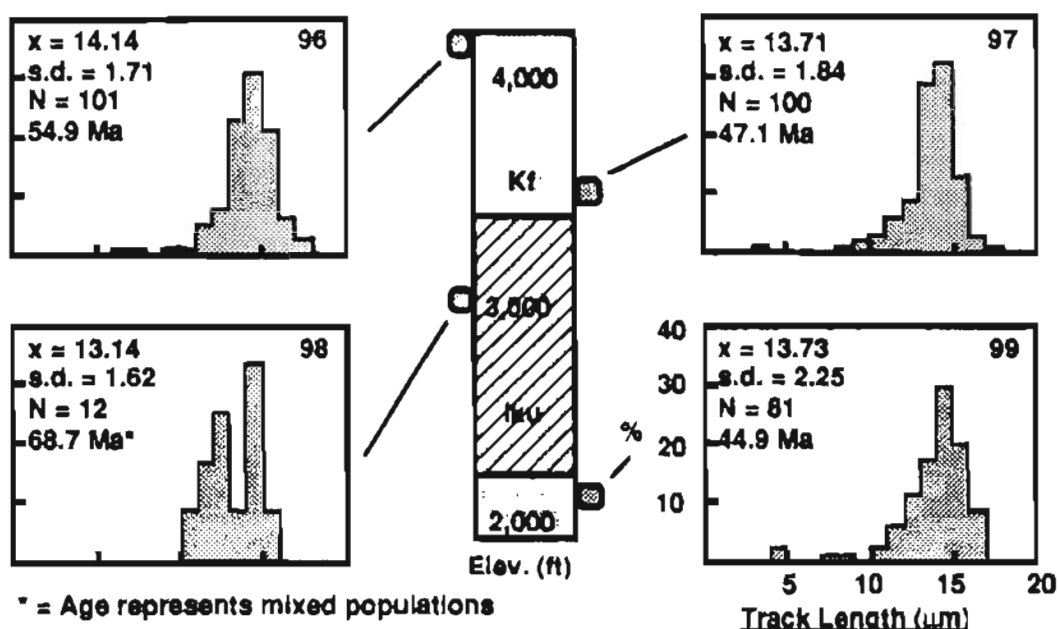 x = 14.14
96
s.d. = 1.71
N = 101
54.9 Ma
4,000
Kf
3,000
2,000
Elev. (ft)
x = 13.71
97
s.d. = 1.84
N = 100
47.1 Ma
x = 13.14
98
s.d. = 1.62
N = 12
68.7 Ma*
%
40
30
20
10
x = 13.73
99
s.d. = 2.25
N = 81
44.9 Ma
5
10
15
20
Track Length (µm)
* = Age represents mixed populations